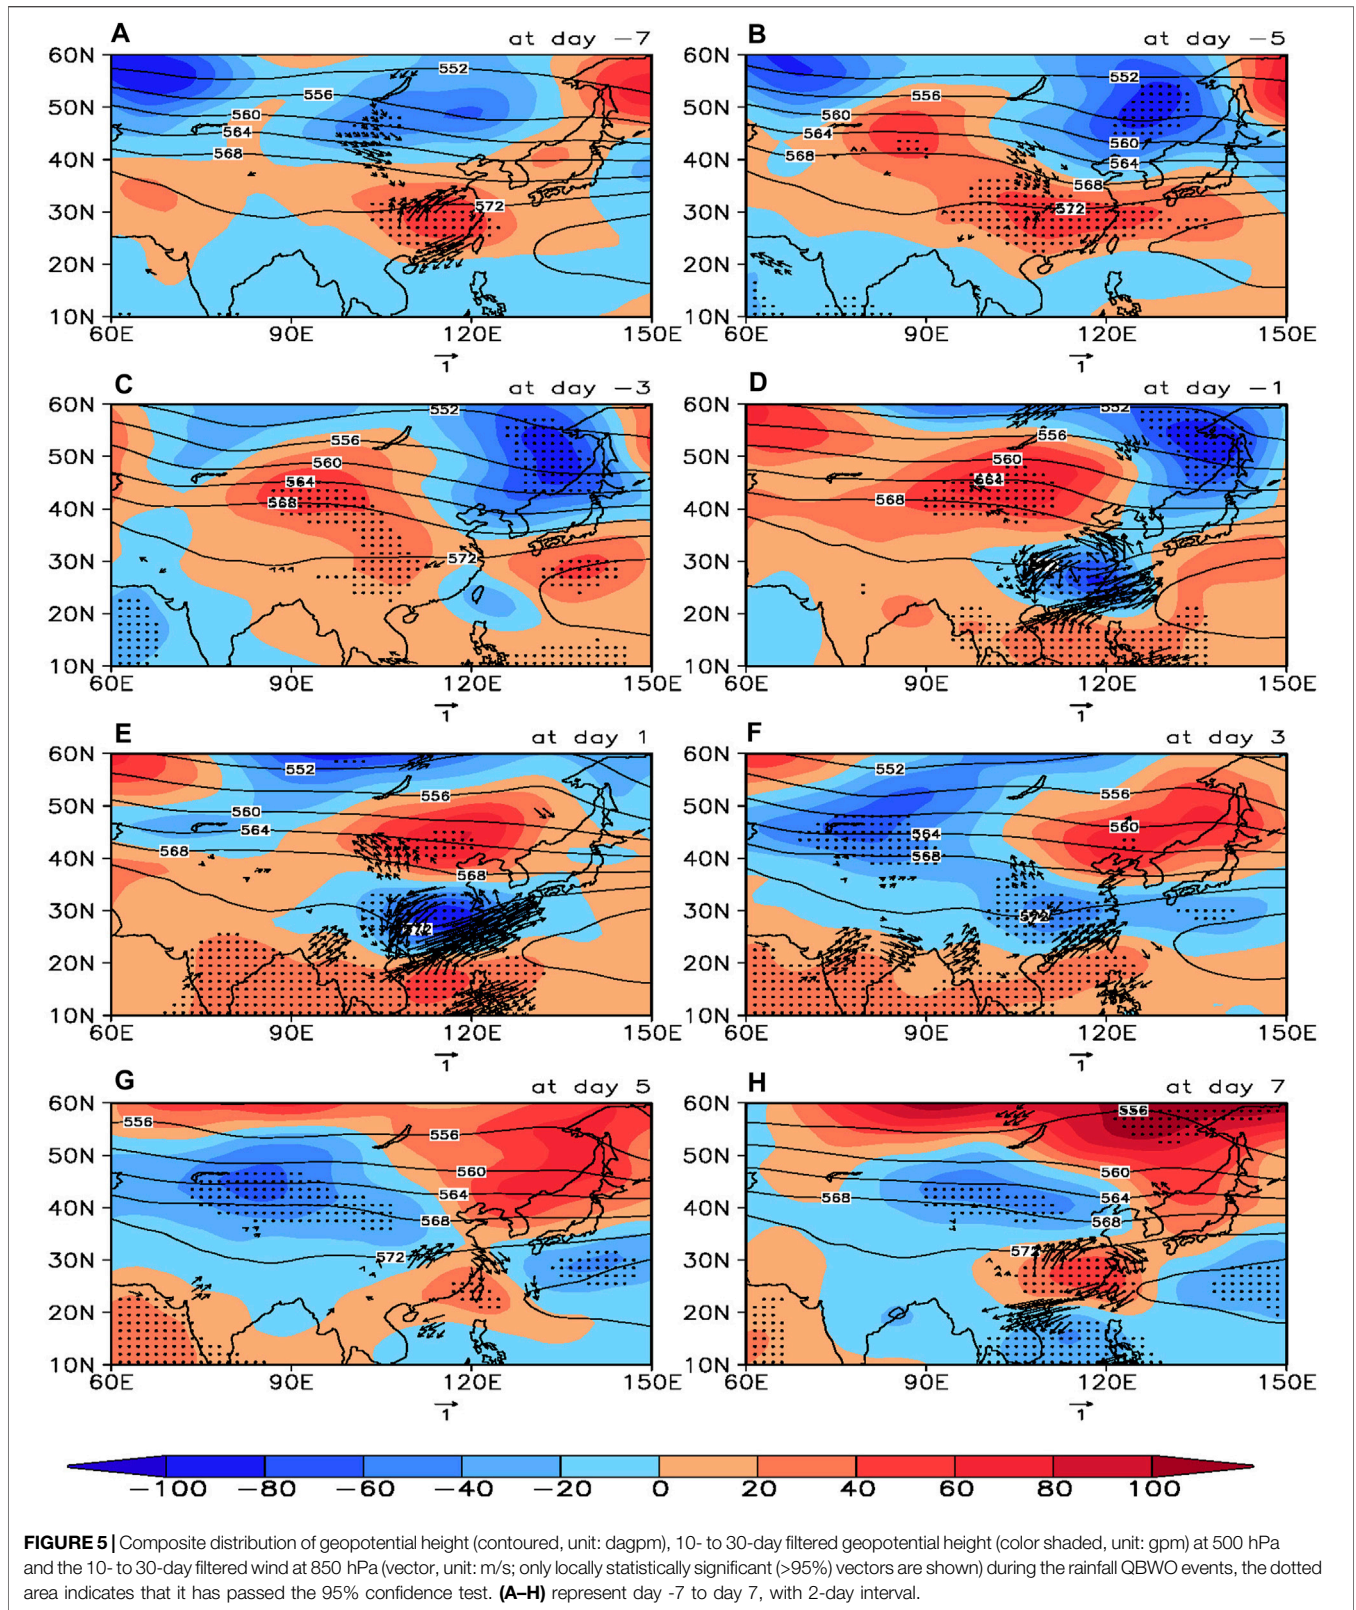 A
at day −7
60N
50N
40N
30N
20N
10N
60E
90E
120E
150E
552
556
560
564
568
572
1
B
at day −5
60N
50N
40N
30N
20N
10N
60E
90E
120E
150E
552
556
560
564
568
560
564
568
572
1
C
at day −3
60N
50N
40N
30N
20N
10N
60E
90E
120E
150E
552
556
560
564
568
572
1
D
at day −1
60N
50N
40N
30N
20N
10N
60E
90E
120E
150E
552
556
560
564
568
1
E
at day 1
60N
50N
40N
30N
20N
10N
60E
90E
120E
150E
552
556
560
564
568
568
572
1
F
at day 3
60N
50N
40N
30N
20N
10N
60E
90E
120E
150E
552
556
560
564
568
572
1
G
at day 5
60N
50N
40N
30N
20N
10N
60E
90E
120E
150E
556
556
560
564
568
572
1
H
at day 7
60N
50N
40N
30N
20N
10N
60E
90E
120E
150E
556
560
564
568
568
572
1
−100 −80 −60 −40 −20 0 20 40 60 80 100
FIGURE 5 | Composite distribution of geopotential height (contoured, unit: dagpm), 10- to 30-day filtered geopotential height (color shaded, unit: gpm) at 500 hPa
and the 10- to 30-day filtered wind at 850 hPa (vector, unit: m/s; only locally statistically significant (>95%) vectors are shown) during the rainfall QBWO events, the dotted
area indicates that it has passed the 95% confidence test. (A–H) represent day -7 to day 7, with 2-day interval.